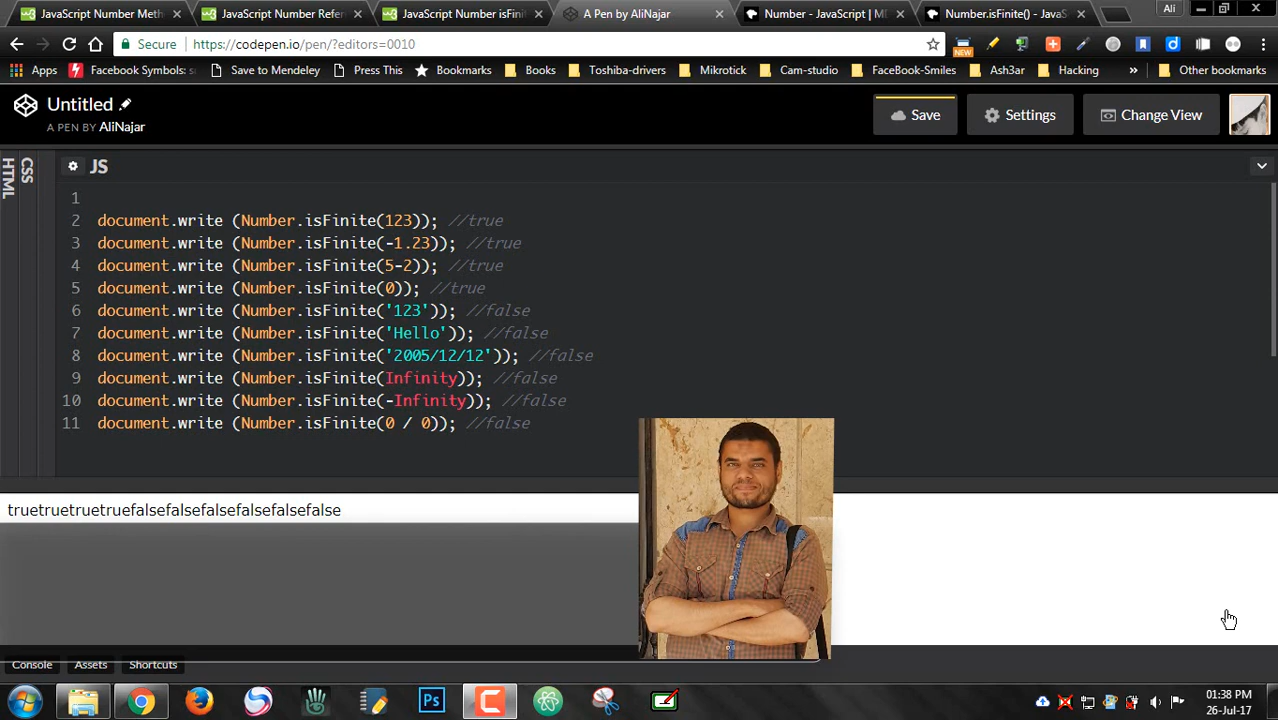 JavaScript Number Meth
JavaScript Number Refere
JavaScript Number isFinit
A Pen by AliNajar
Number - JavaScript | M
Number.isFinite() - JavaS
Ali
Secure
https://codepen.io/pen/?editors=0010
NEW
Apps
Facebook Symbols: s
Save to Mendeley
Press This
Bookmarks
Books
Toshiba-drivers
Mikrotick
Cam-studio
FaceBook-Smiles
Ash3ar
Hacking
»
Other bookmarks
Untitled
A PEN BY AliNajar
Save
Settings
Change View
HTML
CSS
JS
1
2 document.write (Number.isFinite(123)); //true
3 document.write (Number.isFinite(-1.23)); //true
4 document.write (Number.isFinite(5-2)); //true
5 document.write (Number.isFinite(0)); //true
6 document.write (Number.isFinite('123')); //false
7 document.write (Number.isFinite('Hello')); //false
8 document.write (Number.isFinite('2005/12/12')); //false
9 document.write (Number.isFinite(Infinity)); //false
10 document.write (Number.isFinite(-Infinity)); //false
11 document.write (Number.isFinite(0 / 0)); //false
truetruetruetruefalsefalsefalsefalsefalsefalse
Console
Assets
Shortcuts
Ps
01:38 PM
26-Jul-17